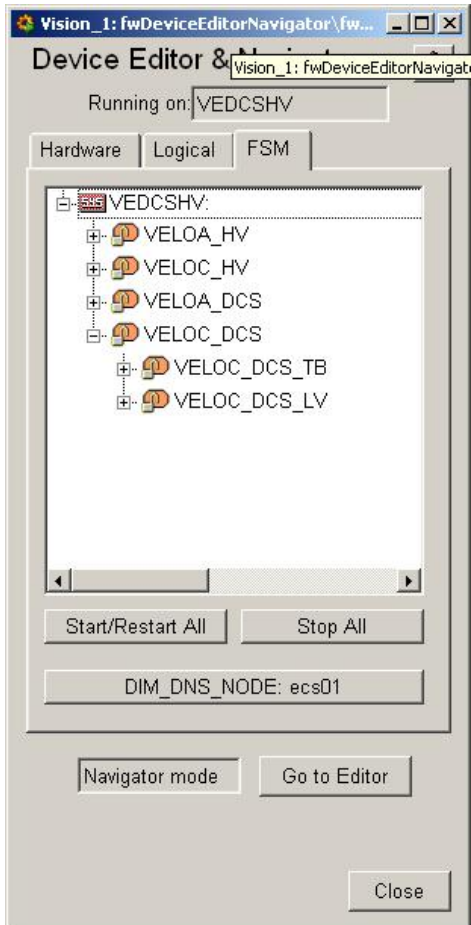 Vision_1: fwDeviceEditorNavigator\fw...
Device Editor &
Vision_1: fwDeviceEditorNavigat
Running on: VEDCSHV
Hardware Logical FSM
SYS VEDCSHV:
VELOA_HV
VELOC_HV
VELOA_DCS
VELOC_DCS
VELOC_DCS_TB
VELOC_DCS_LV
Start/Restart All Stop All
DIM_DNS_NODE: ecs01
Navigator mode Go to Editor
Close